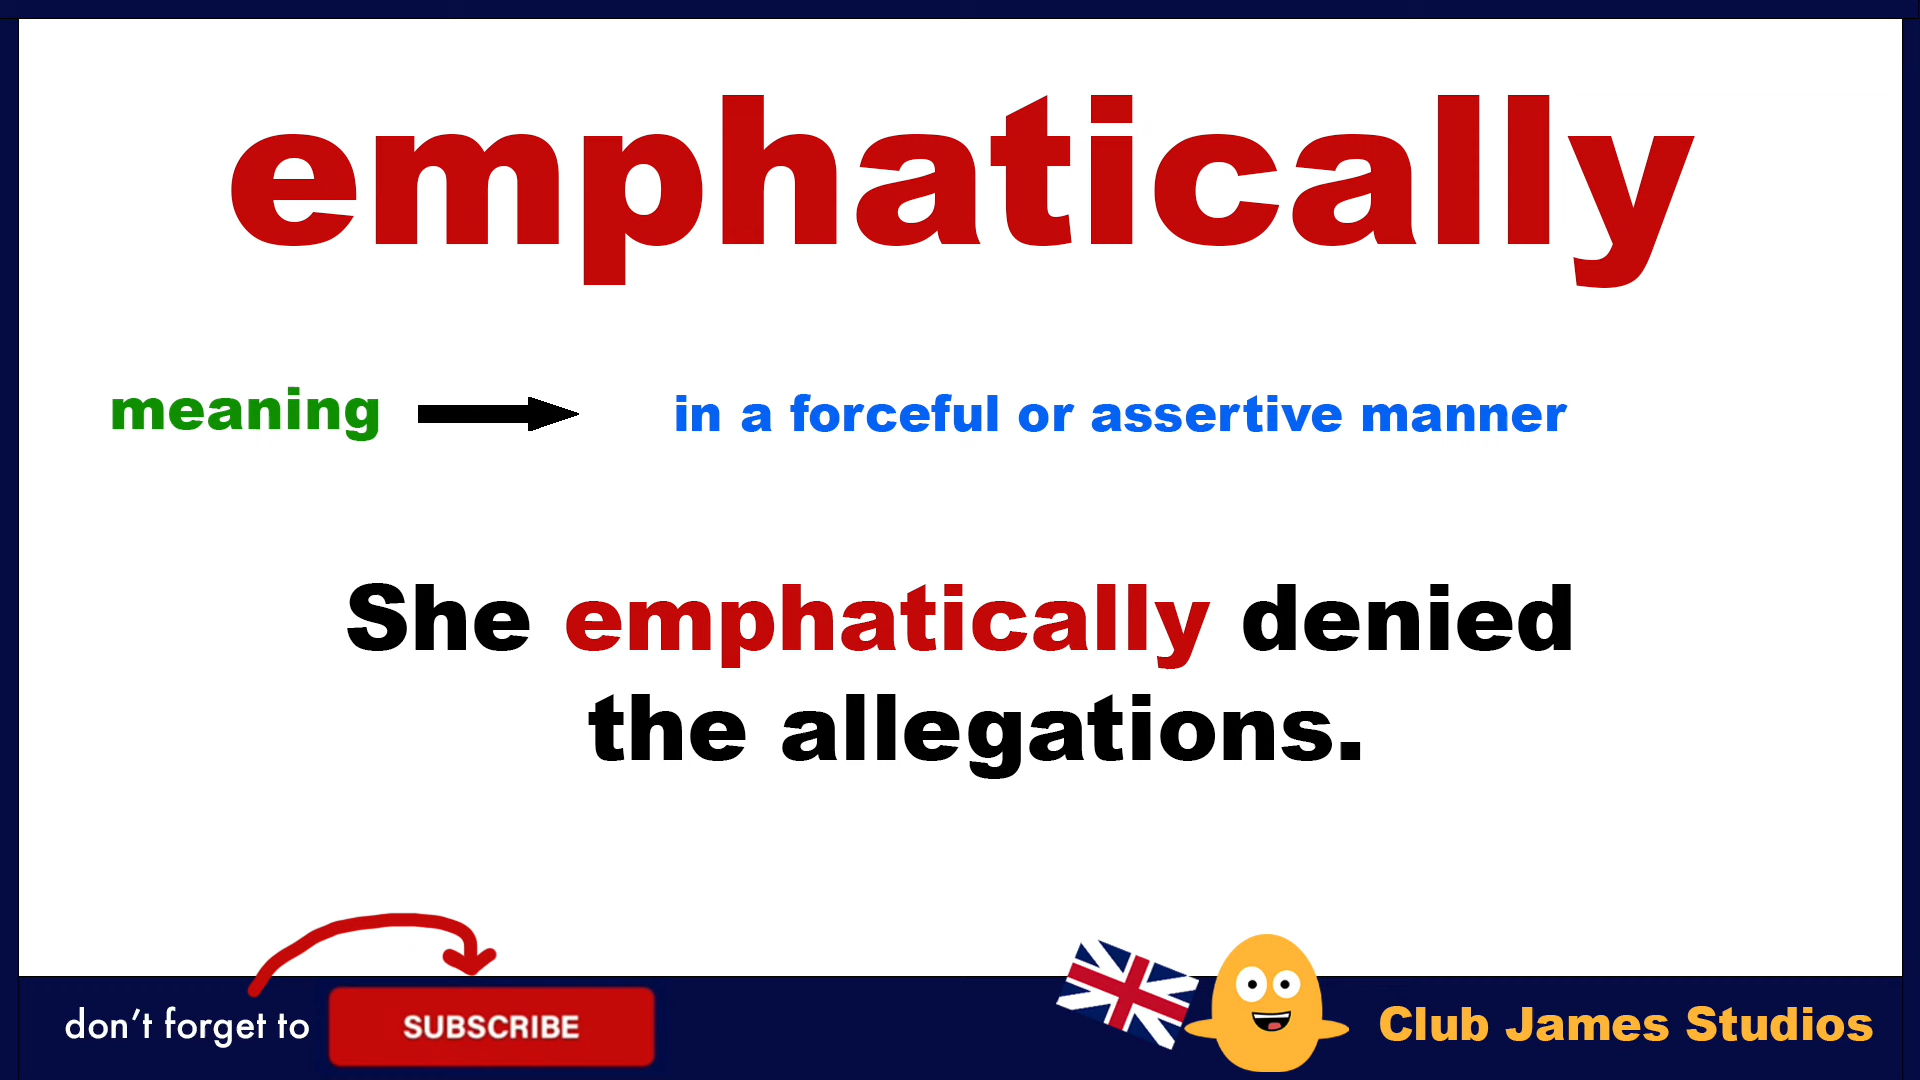 emphatically
meaning in a forceful or assertive manner
She emphatically denied
the allegations.
don't forget to SUBSCRIBE
Club James Studios